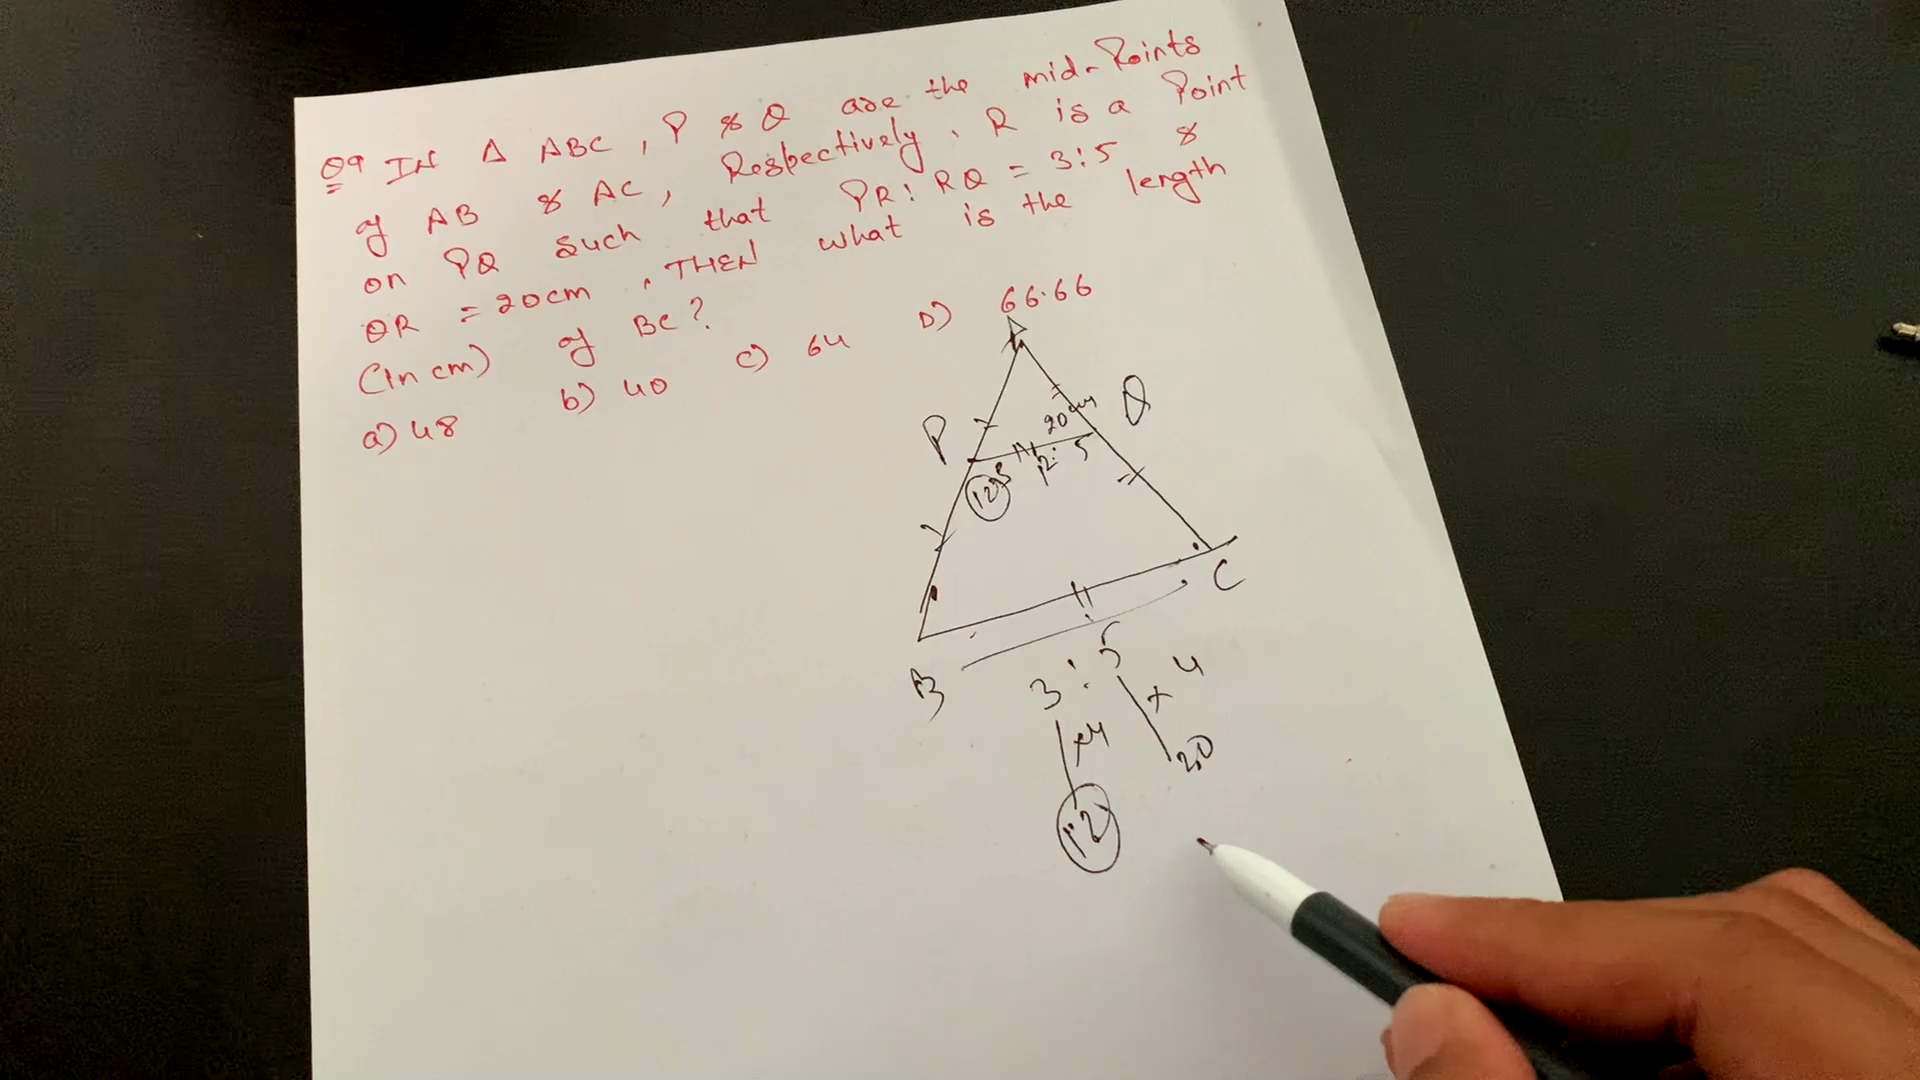 Q9 IN Δ ABC, P & Q are the mid-Points
of AB & AC, Respectively. R is a Point
on PQ such that PR:RQ = 3:5 &
QR = 20cm, THEN what is the length
(In cm) of BC?
a) 48 b) 40 c) 64 D) 66.66
A
P 20cm Q
R: 5
12
B C
3 : 5
x4 x 4
12 20